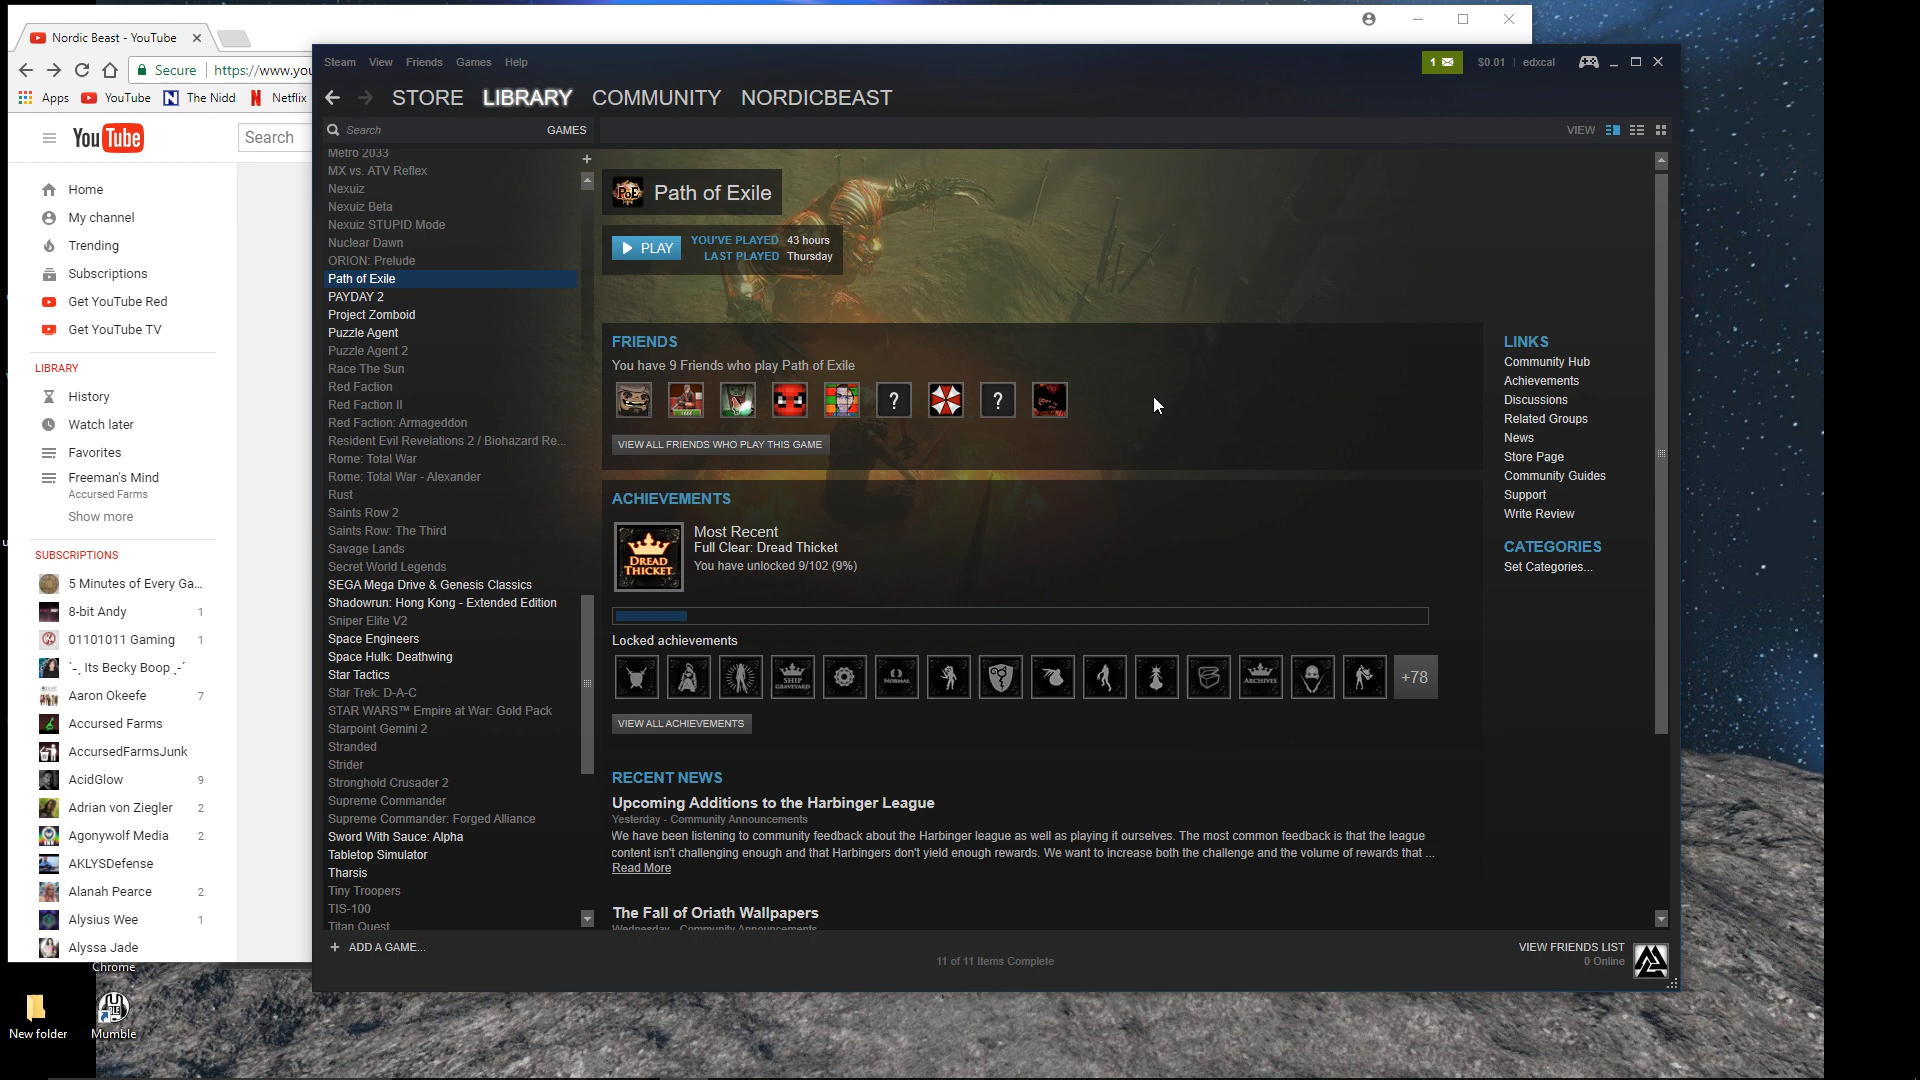 Nordic Beast - YouTube
Secure | https://www.you
Apps YouTube The Nidd Netflix
YouTube
Search
Home
My channel
Trending
Subscriptions
Get YouTube Red
Get YouTube TV
LIBRARY
History
Watch later
Favorites
Freeman's Mind
Accursed Farms
Show more
SUBSCRIPTIONS
5 Minutes of Every Ga...
8-bit Andy 1
01101011 Gaming 1
`-¸ Its Becky Boop ¸-´
Aaron Okeefe 7
Accursed Farms
AccursedFarmsJunk
AcidGlow 9
Adrian von Ziegler 2
Agonywolf Media 2
AKLYSDefense
Alanah Pearce 2
Alysius Wee 1
Alyssa Jade
Chrome
New folder
Mumble
Steam View Friends Games Help
1 $0.01 | edxcal
STORE LIBRARY COMMUNITY NORDICBEAST
Search GAMES
VIEW
Metro 2033
MX vs. ATV Reflex
Nexuiz
Nexuiz Beta
Nexuiz STUPID Mode
Nuclear Dawn
ORION: Prelude
Path of Exile
PAYDAY 2
Project Zomboid
Puzzle Agent
Puzzle Agent 2
Race The Sun
Red Faction
Red Faction II
Red Faction: Armageddon
Resident Evil Revelations 2 / Biohazard Re...
Rome: Total War
Rome: Total War - Alexander
Rust
Saints Row 2
Saints Row: The Third
Savage Lands
Secret World Legends
SEGA Mega Drive & Genesis Classics
Shadowrun: Hong Kong - Extended Edition
Sniper Elite V2
Space Engineers
Space Hulk: Deathwing
Star Tactics
Star Trek: D-A-C
STAR WARS™ Empire at War: Gold Pack
Starpoint Gemini 2
Stranded
Strider
Stronghold Crusader 2
Supreme Commander
Supreme Commander: Forged Alliance
Sword With Sauce: Alpha
Tabletop Simulator
Tharsis
Tiny Troopers
TIS-100
Titan Quest
+ ADD A GAME...
PoE Path of Exile
PLAY
YOU'VE PLAYED 43 hours
LAST PLAYED Thursday
FRIENDS
You have 9 Friends who play Path of Exile
? ?
VIEW ALL FRIENDS WHO PLAY THIS GAME
ACHIEVEMENTS
DREAD
THICKET
Most Recent
Full Clear: Dread Thicket
You have unlocked 9/102 (9%)
Locked achievements
SHIP
GRAVEYARD
NORMAL
ARCHIVES
+78
VIEW ALL ACHIEVEMENTS
RECENT NEWS
Upcoming Additions to the Harbinger League
Yesterday - Community Announcements
We have been listening to community feedback about the Harbinger league as well as playing it ourselves. The most common feedback is that the league
content isn't challenging enough and that Harbingers don't yield enough rewards. We want to increase both the challenge and the volume of rewards that ...
Read More
The Fall of Oriath Wallpapers
Wednesday - Community Announcements
LINKS
Community Hub
Achievements
Discussions
Related Groups
News
Store Page
Community Guides
Support
Write Review
CATEGORIES
Set Categories...
11 of 11 Items Complete
VIEW FRIENDS LIST
0 Online